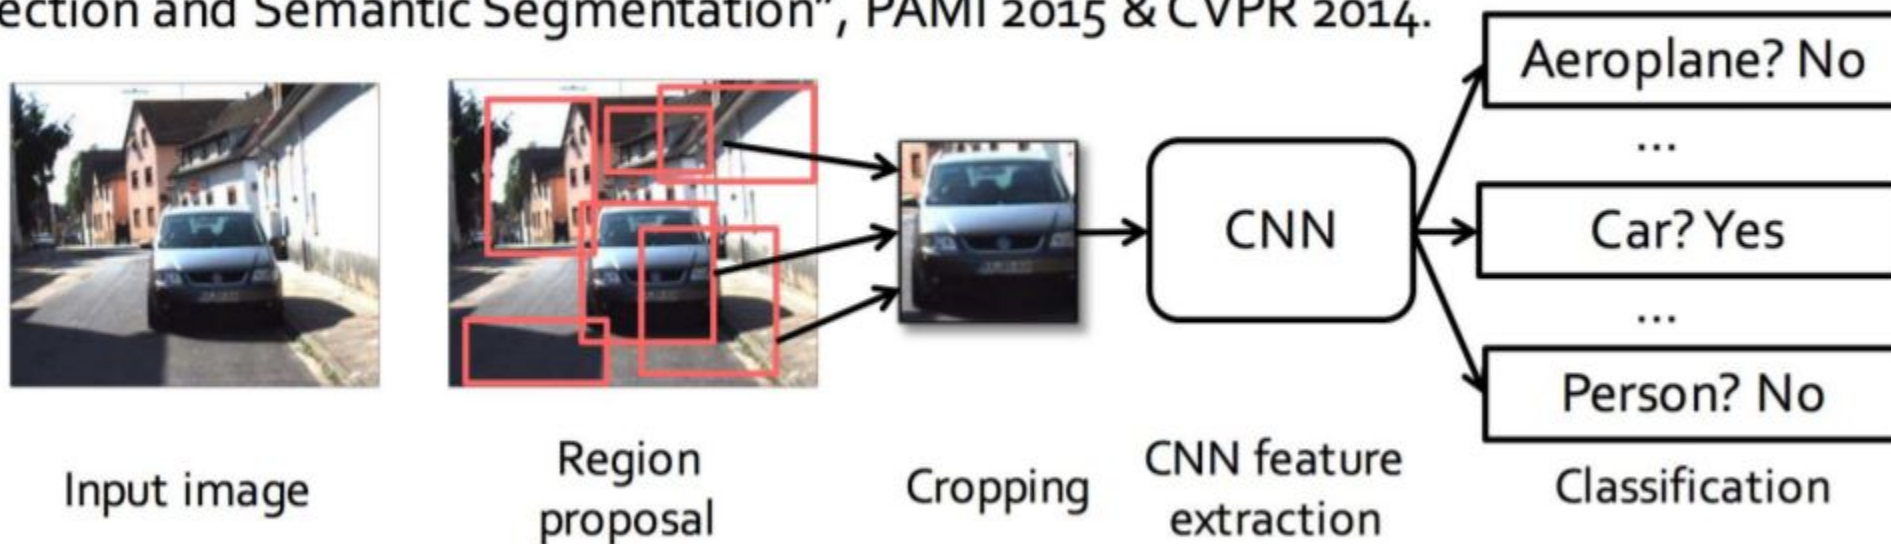 ection and Semantic Segmentation", PAMI 2015 & CVPR 2014.
Aeroplane? No
...
CNN
Car? Yes
...
Person? No
Input image
Region
proposal
Cropping
CNN feature
extraction
Classification